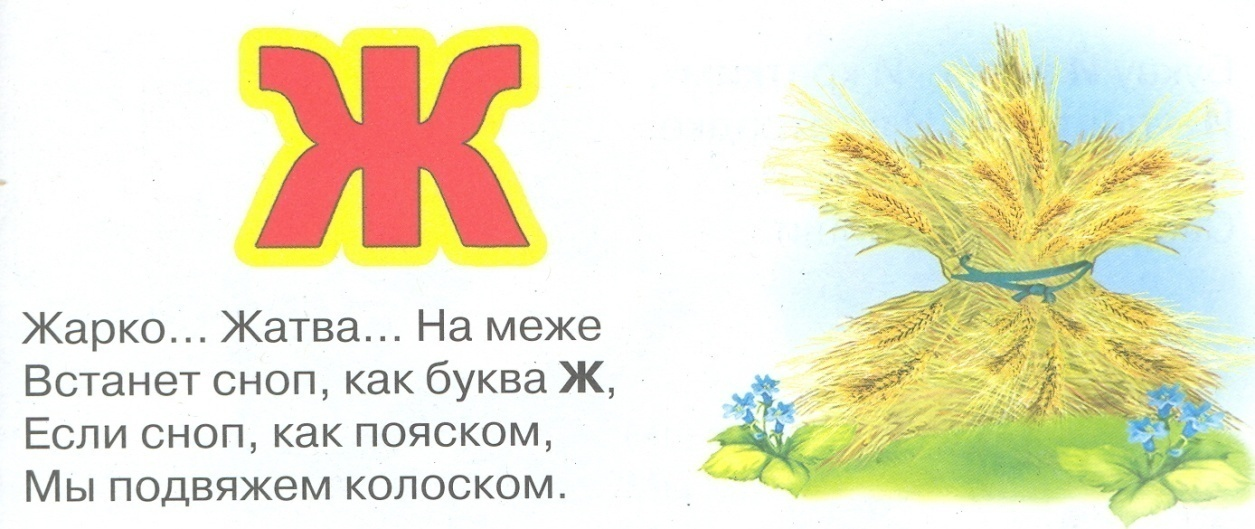 Ж
Жарко... Жатва... На меже
Встанет сноп, как буква Ж,
Если сноп, как пояском,
Мы подвяжем колоском.